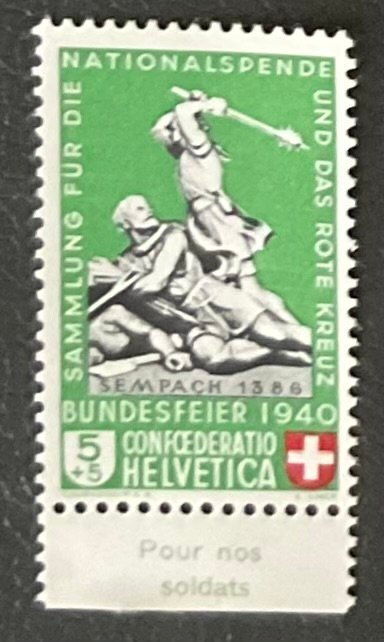 SAMMLUNG FÜR DIE
NATIONALSPENDE
UND DAS ROTE KREUZ
SEMPACH 1386
BUNDESFEIER 1940
5
+5
CONFŒDERATIO
HELVETICA
Pour nos
soldats